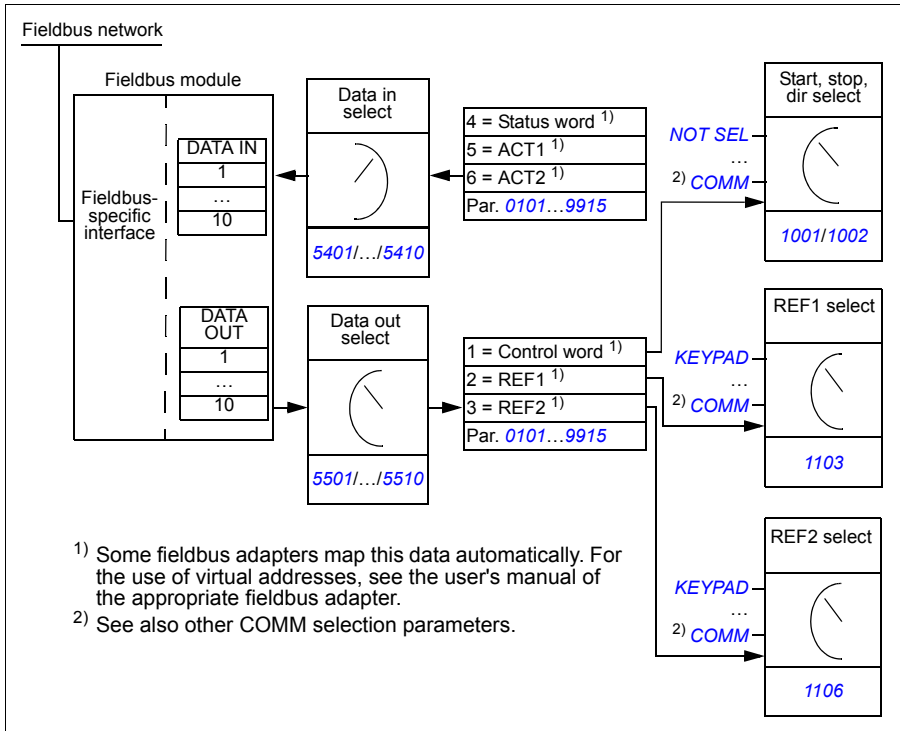 Fieldbus network
Fieldbus module
Fieldbus-
specific
interface
DATA IN
1
…
10
DATA
OUT
1
…
10
Data in
select
5401/…/5410
Data out
select
5501/…/5510
4 = Status word 1)
5 = ACT1 1)
6 = ACT2 1)
Par. 0101…9915
1 = Control word 1)
2 = REF1 1)
3 = REF2 1)
Par. 0101…9915
Start, stop,
dir select
NOT SEL
…
2) COMM
1001/1002
REF1 select
KEYPAD
…
2) COMM
1103
REF2 select
KEYPAD
…
2) COMM
1106
1) Some fieldbus adapters map this data automatically. For
the use of virtual addresses, see the user's manual of
the appropriate fieldbus adapter.
2) See also other COMM selection parameters.